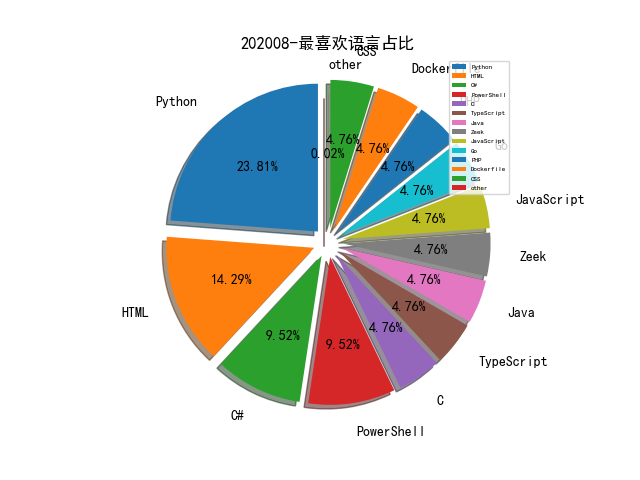 202008-最喜欢语言占比
CSS
other
Python
HTML
C#
PowerShell
C
TypeScript
Java
Zeek
JavaScript
23.81%
14.29%
9.52%
9.52%
4.76%
4.76%
4.76%
4.76%
4.76%
4.76%
4.76%
4.76%
4.76%
0.02%
Python
HTML
C#
PowerShell
C
TypeScript
Java
Zeek
JavaScript
Go
PHP
Dockerfile
CSS
other